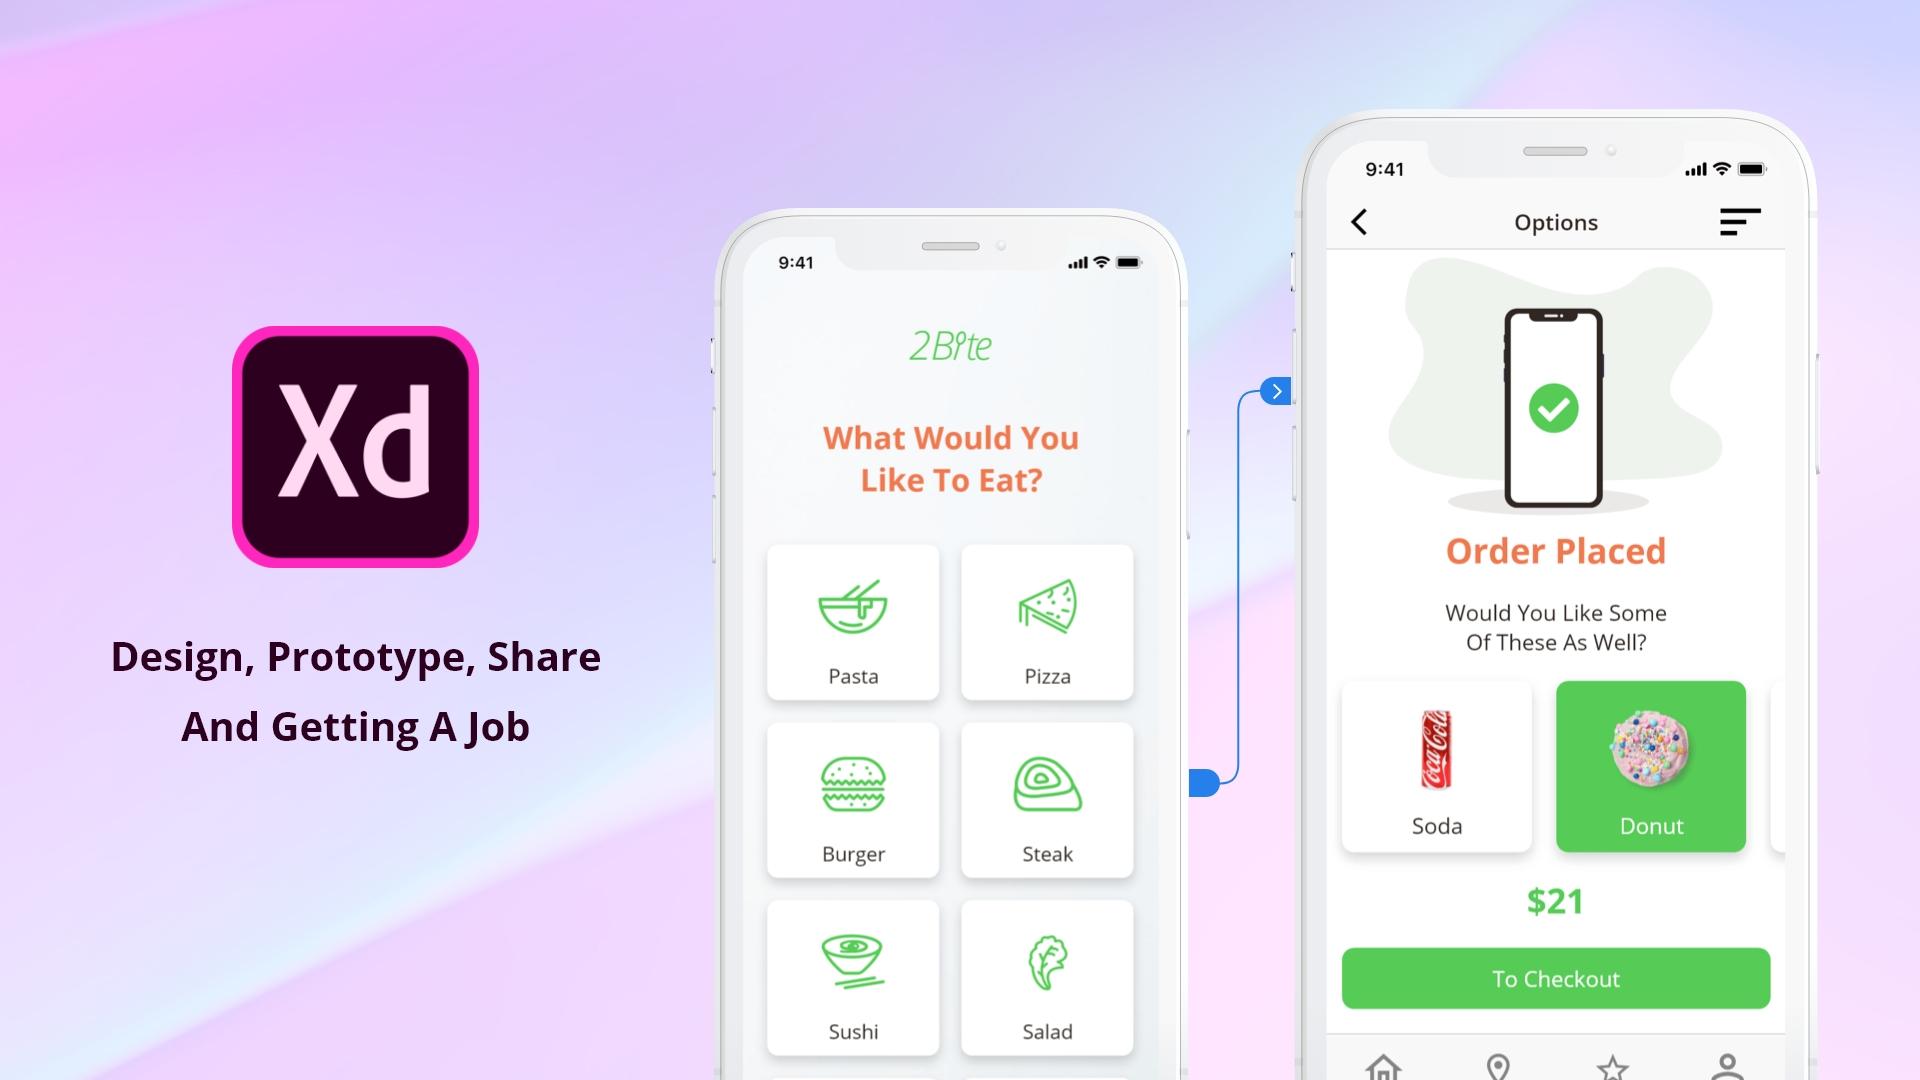 Xd
Design, Prototype, Share
And Getting A Job
9:41
2Bite
What Would You
Like To Eat?
Pasta
Pizza
Burger
Steak
Sushi
Salad
9:41
Options
Order Placed
Would You Like Some
Of These As Well?
Coca-Cola
Soda
Donut
$21
To Checkout